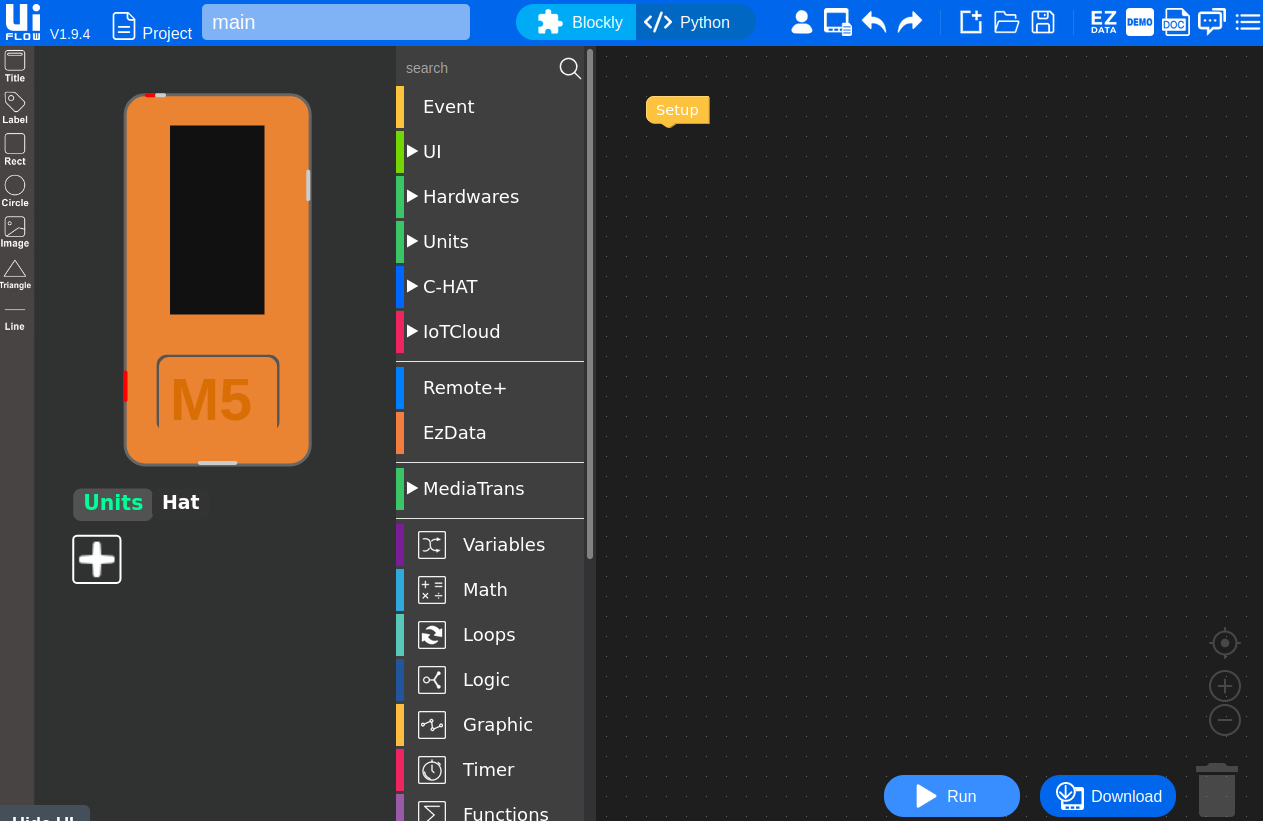 Ui
FLOW
V1.9.4
Project
main
Blockly
Python
EZ
DATA
DEMO
DOC
Title
Label
Rect
Circle
Image
Triangle
Line
M5
Units
Hat
Hide UI
search
Event
UI
Hardwares
Units
C-HAT
IoTCloud
Remote+
EzData
MediaTrans
Variables
Math
Loops
Logic
Graphic
Timer
Functions
Setup
Run
Download